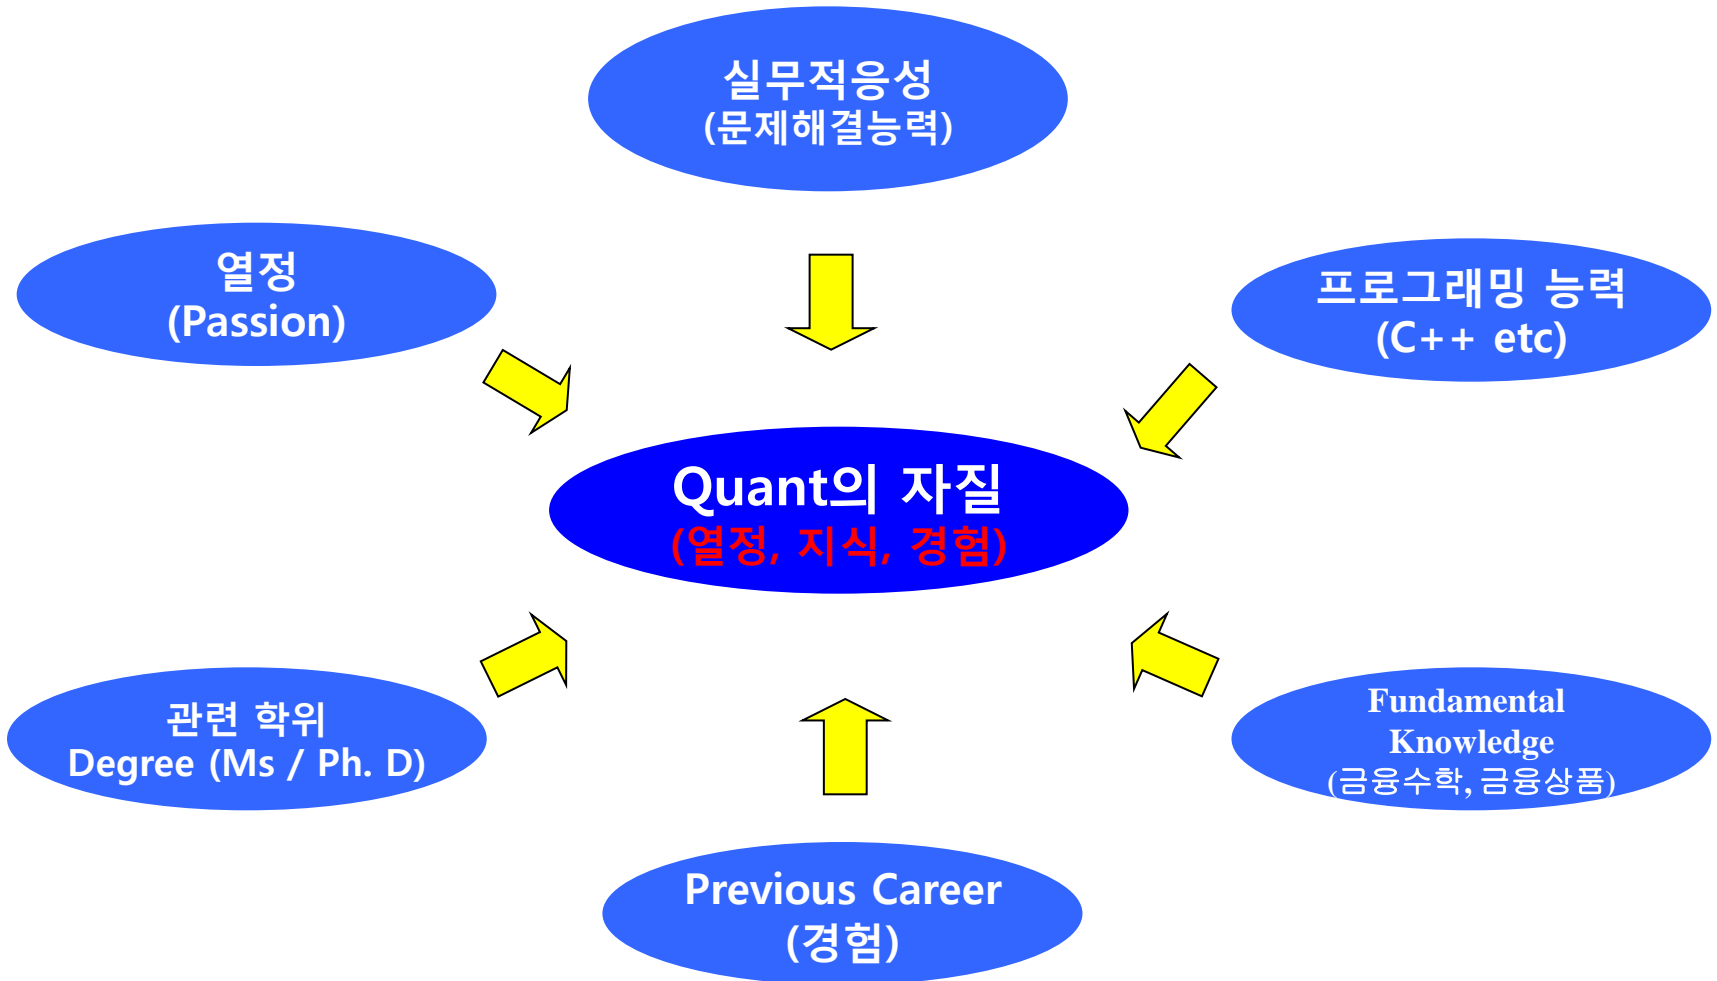 실무적응성
(문제해결능력)
열정
(Passion)
프로그래밍 능력
(C++ etc)
Quant의 자질
(열정, 지식, 경험)
관련 학위
Degree (Ms / Ph. D)
Fundamental
Knowledge
(금융수학, 금융상품)
Previous Career
(경험)